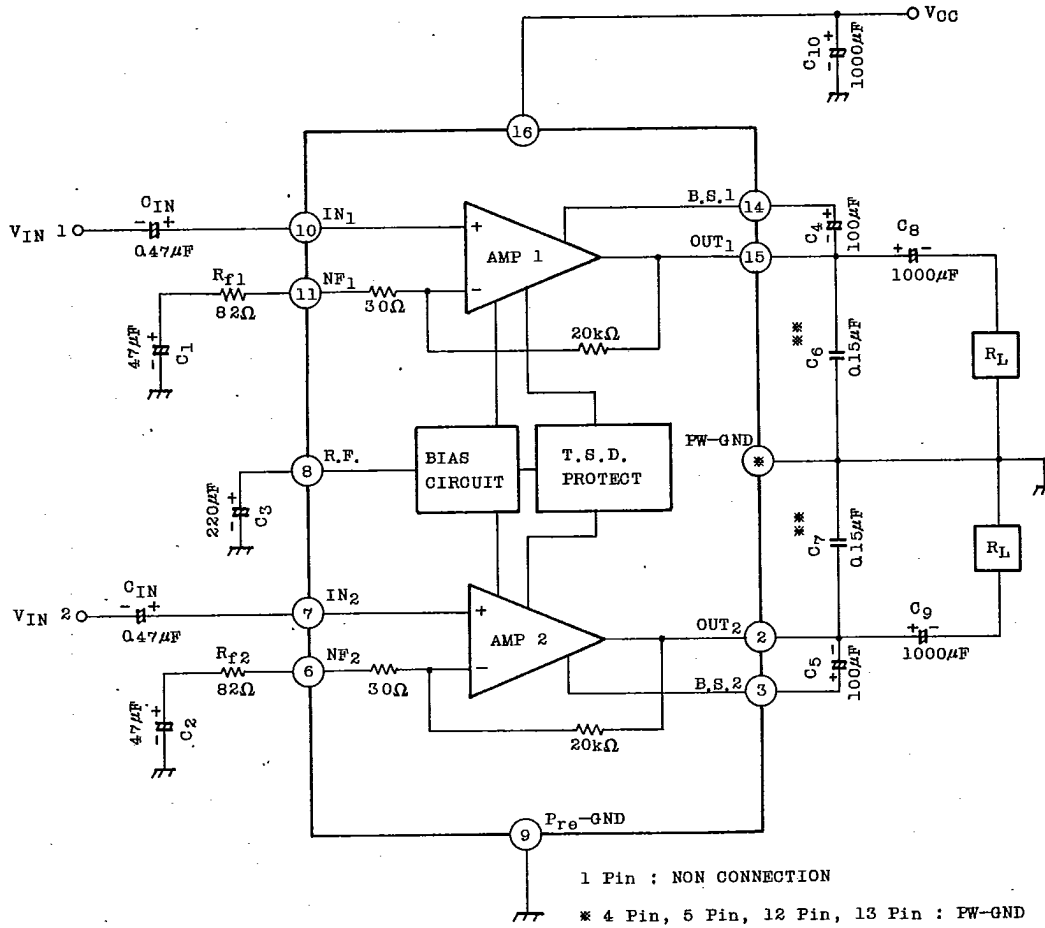 VCC
C10
+
-
1000µF
16
CIN
- +
VIN 1
0.47µF
10
IN1
+
AMP 1
-
B.S.1
14
C4
+
-
100µF
C8
+ -
1000µF
OUT1
15
Rf1
82Ω
11
NF1
30Ω
20kΩ
47µF
+
-
C1
**
C6
0.15µF
RL
PW-GND
*
8
R.F.
BIAS
CIRCUIT
T.S.D.
PROTECT
220µF
+
-
C3
**
C7
0.15µF
RL
CIN
- +
VIN 2
0.47µF
7
IN2
+
AMP 2
-
OUT2
2
C9
+ -
1000µF
Rf2
82Ω
6
NF2
30Ω
20kΩ
B.S.2
3
C5
-
+
100µF
47µF
+
-
C2
Pre-GND
9
1 Pin : NON CONNECTION
* 4 Pin, 5 Pin, 12 Pin, 13 Pin : PW-GND